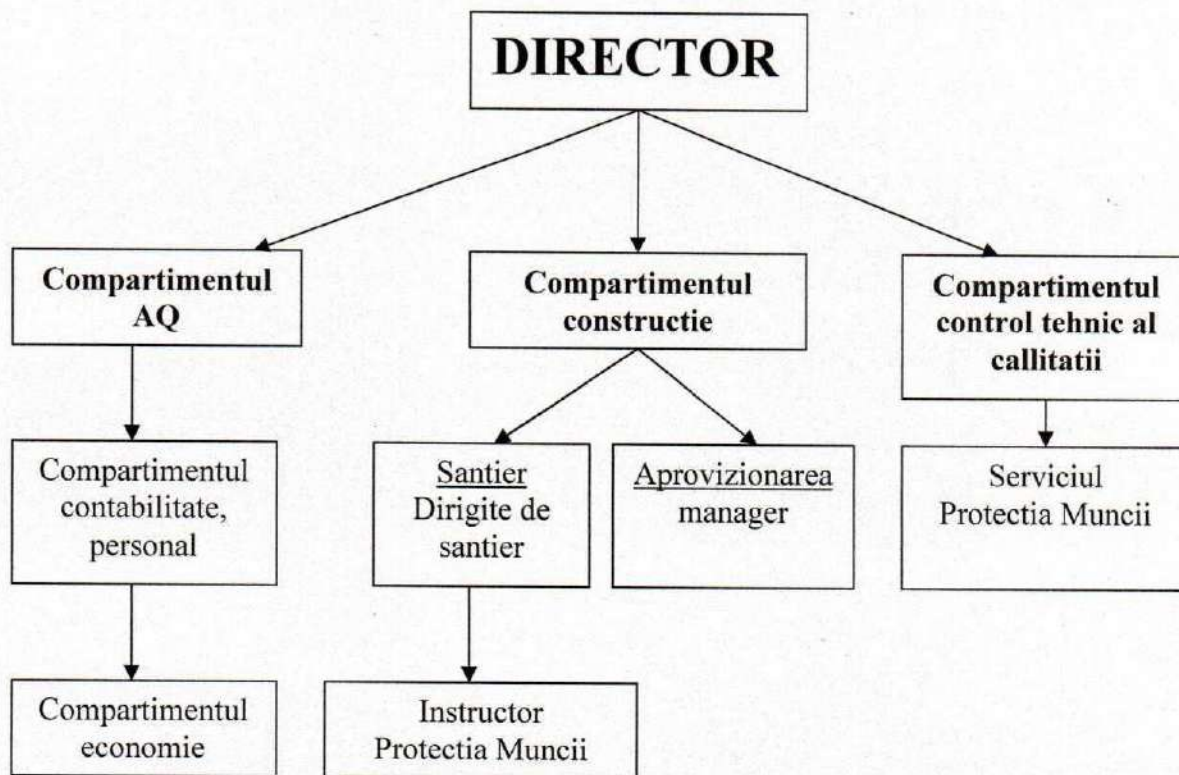 DIRECTOR
Compartimentul
AQ
Compartimentul
constructie
Compartimentul
control tehnic al
callitatii
Compartimentul
contabilitate,
personal
Santier
Dirigite de
santier
Aprovizionarea
manager
Serviciul
Protectia Muncii
Compartimentul
economie
Instructor
Protectia Muncii